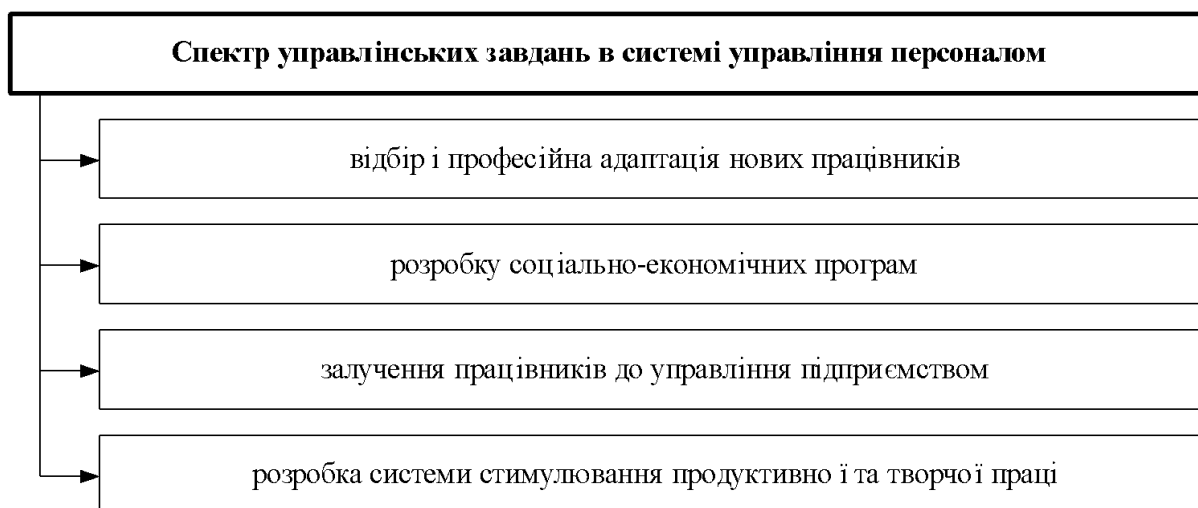 Спектр управлінських завдань в системі управління персоналом
відбір і професійна адаптація нових працівників
розробку соціально-економічних програм
залучення працівників до управління підприємством
розробка системи стимулювання продуктивно ї та творчої праці